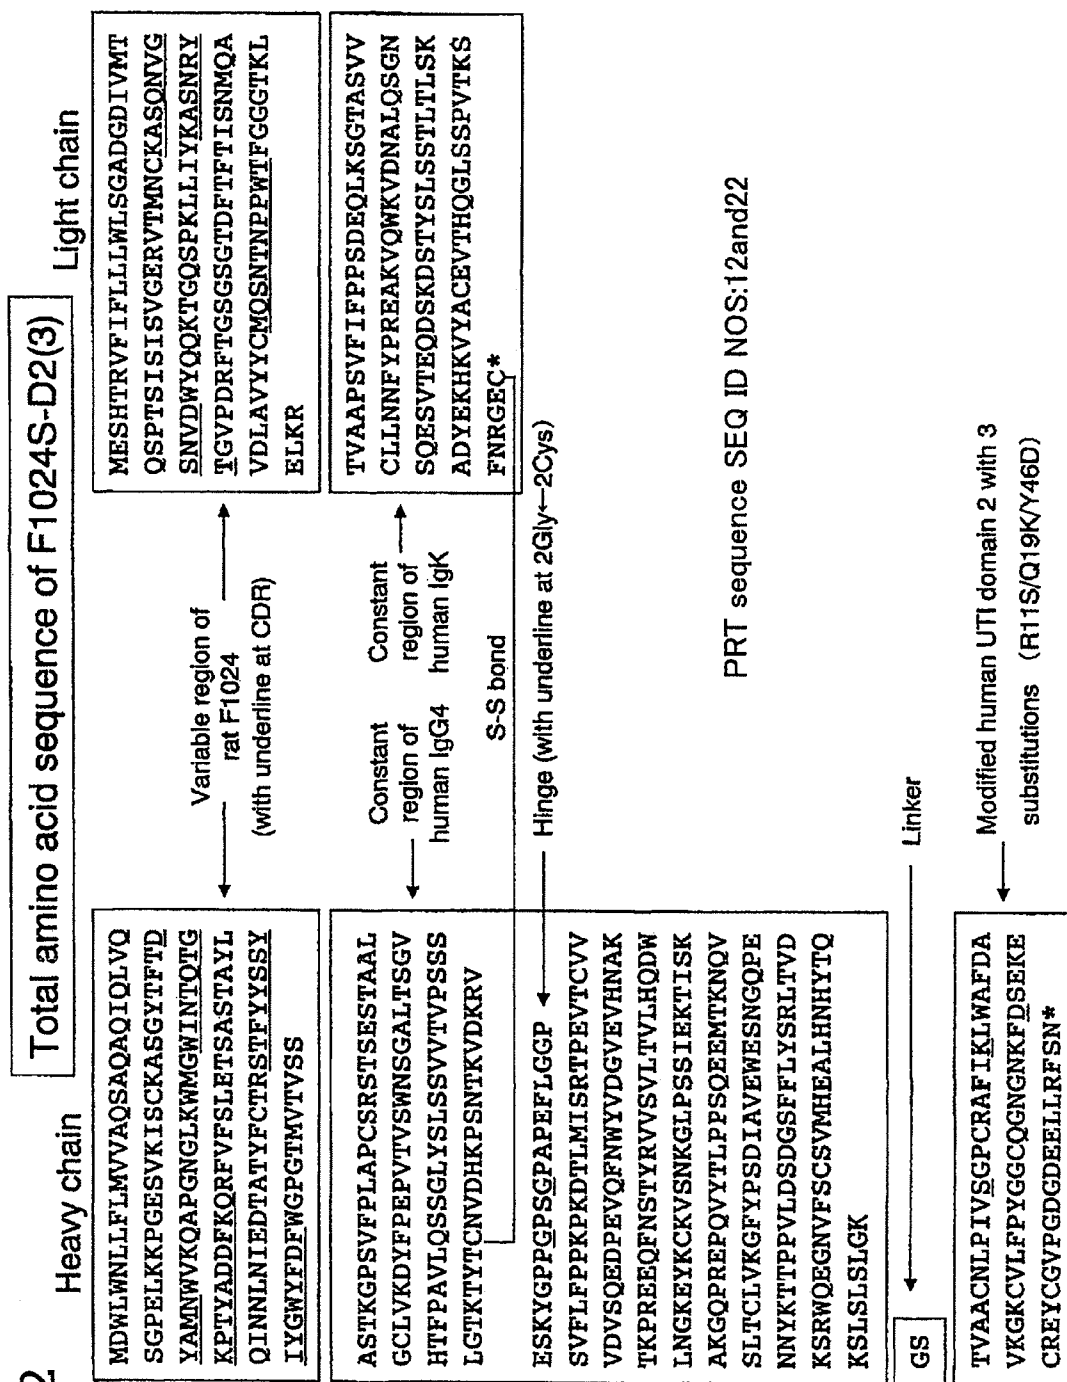 2
Total amino acid sequence of F1024S-D2(3)
Heavy chain
MDWLWNLLFLMVVAQSAQAQIQLVQ
SGPELKKPGESVKISCKASGYTFTD
YAMNWVKQAPGNGLKWMGWINTQTG
KPTYADDFKQRFVFSLETSASTAYL
QINNLNIEDTATYFCTRSTFYYSSY
IYGWYFDFWGPGTMVTVSS
Variable region of
rat F1024
(with underline at CDR)
Light chain
MESHTRVFIFLLLWLSGADGDIVMT
QSPTSISISVGERVTMNCKASQNVG
SNVDWYQQKTGQSPKLLIYKASNRY
TGVPDRFTGSGSGTDFTFTISNMQA
VDLAVYYCMQSNTNPPWTFGGGTKL
ELKR
ASTKGPSVFPLAPCSRSTSESTAAL
GCLVKDYFPEPVTVSWNSGALTSGV
HTFPAVLQSSGLYSLSSVVTVPSSS
LGTKTYTCNVDHKPSNTKVDKRV
Constant
region of
human IgG4
Constant
region of
human IgK
TVAAPSVFIFPPSDEQLKSGTASVV
CLLNNFYPREAKVQWKVDNALQSGN
SQESVTEQDSKDSTYSLSSTLTLSK
ADYEKHKVYACEVTHQGLSSPVTKS
FNRGEC*
S-S bond
ESKYGPPGPSGPAPEFLGGP
Hinge (with underline at 2Gly←2Cys)
SVFLFPPKPKDTLMISRTPEVTCVV
VDVSQEDPEVQFNWYVDGVEVHNAK
TKPREEQFNSTYRVVSVLTVLHQDW
LNGKEYKCKVSNKGLPSSIEKTISK
AKGQPREPQVYTLPPSQEEMTKNQV
SLTCLVKGFYPSDIAVEWESNGQPE
NNYKTTPPVLDSDGSFFLYSRLTVD
KSRWQEGNVFSCSVMHEALHNHYTQ
KSLSLSLGK
PRT sequence SEQ ID NOS:12and22
GS
Linker
TVAACNLPIVSGPCRAFIKLWAFDA
VKGKCVLFPYGGCQGNGNKFDSEKE
CREYCGVPGDGDEELLRFSN*
Modified human UTI domain 2 with 3
substitutions (R11S/Q19K/Y46D)